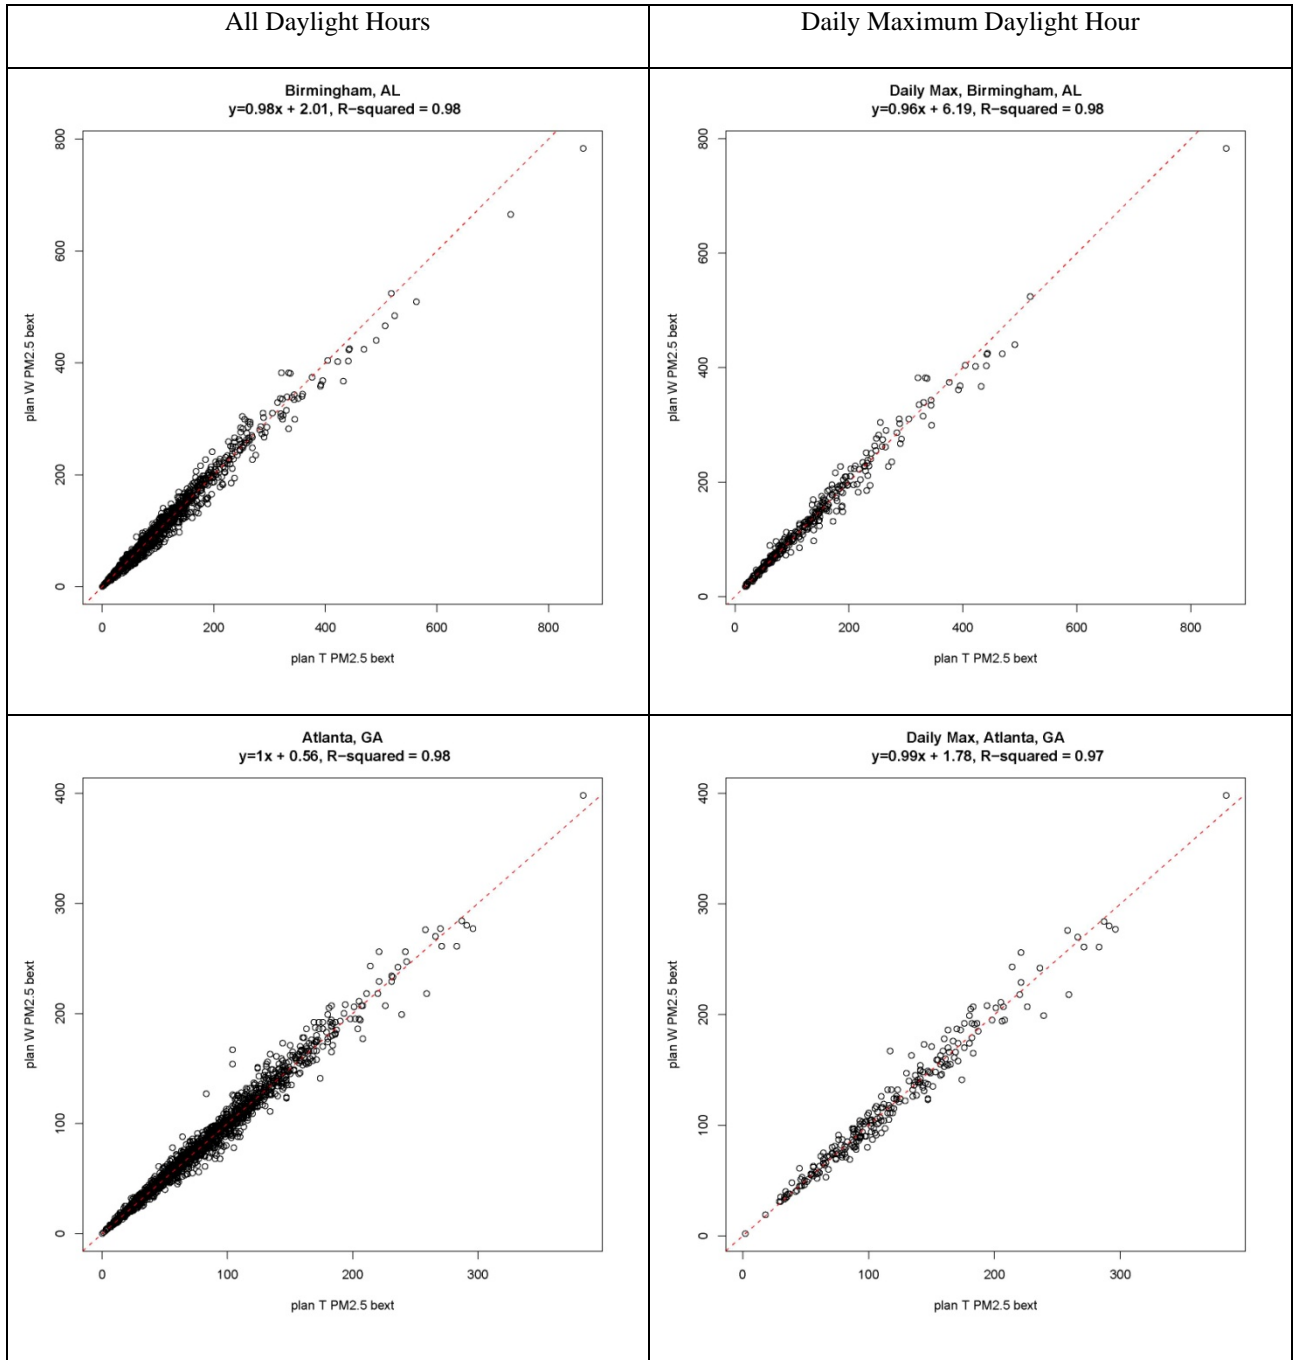 All Daylight Hours
Daily Maximum Daylight Hour
Birmingham, AL
y=0.98x + 2.01, R−squared = 0.98
plan W PM2.5 bext
0
200
400
600
800
0
200
400
600
800
plan T PM2.5 bext
Daily Max, Birmingham, AL
y=0.96x + 6.19, R−squared = 0.98
plan W PM2.5 bext
0
200
400
600
800
0
200
400
600
800
plan T PM2.5 bext
Atlanta, GA
y=1x + 0.56, R−squared = 0.98
plan W PM2.5 bext
0
100
200
300
400
0
100
200
300
plan T PM2.5 bext
Daily Max, Atlanta, GA
y=0.99x + 1.78, R−squared = 0.97
plan W PM2.5 bext
0
100
200
300
400
0
100
200
300
plan T PM2.5 bext